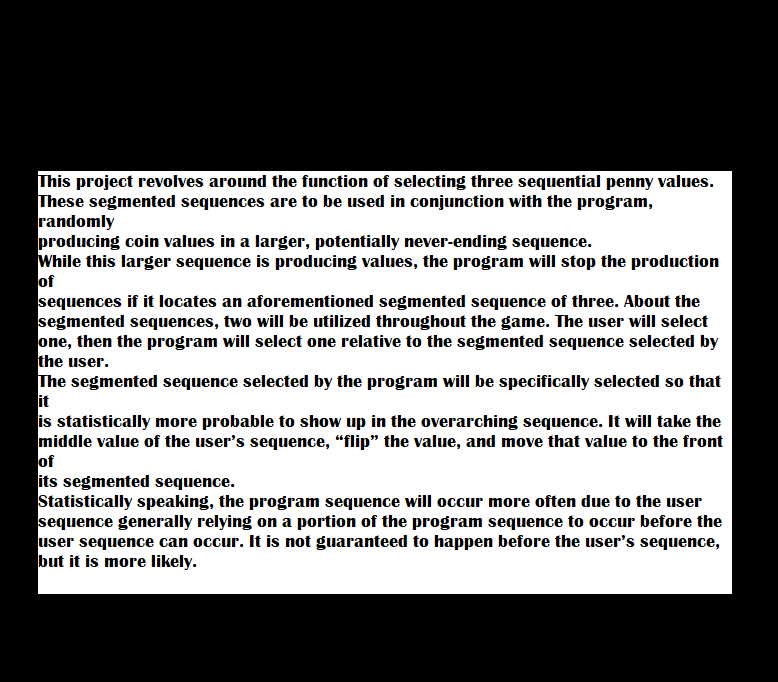 This project revolves around the function of selecting three sequential penny values.
These segmented sequences are to be used in conjunction with the program,
randomly
producing coin values in a larger, potentially never-ending sequence.
While this larger sequence is producing values, the program will stop the production
of
sequences if it locates an aforementioned segmented sequence of three. About the
segmented sequences, two will be utilized throughout the game. The user will select
one, then the program will select one relative to the segmented sequence selected by
the user.
The segmented sequence selected by the program will be specifically selected so that
it
is statistically more probable to show up in the overarching sequence. It will take the
middle value of the user’s sequence, “flip” the value, and move that value to the front
of
its segmented sequence.
Statistically speaking, the program sequence will occur more often due to the user
sequence generally relying on a portion of the program sequence to occur before the
user sequence can occur. It is not guaranteed to happen before the user’s sequence,
but it is more likely.